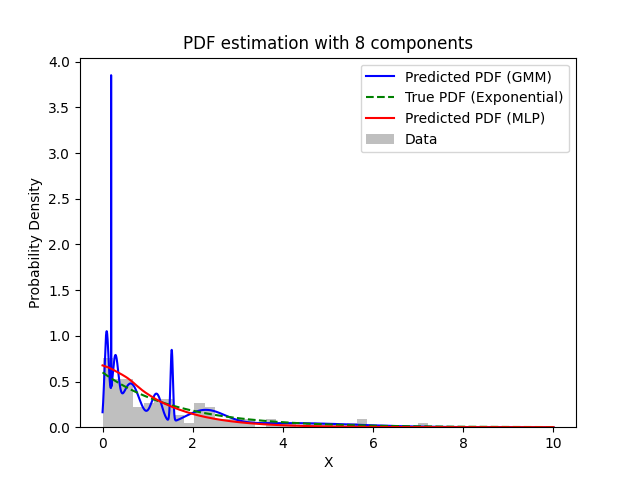 PDF estimation with 8 components
Predicted PDF (GMM)
True PDF (Exponential)
Predicted PDF (MLP)
Data
Probability Density
4.0
3.5
3.0
2.5
2.0
1.5
1.0
0.5
0.0
0
2
4
6
8
10
X